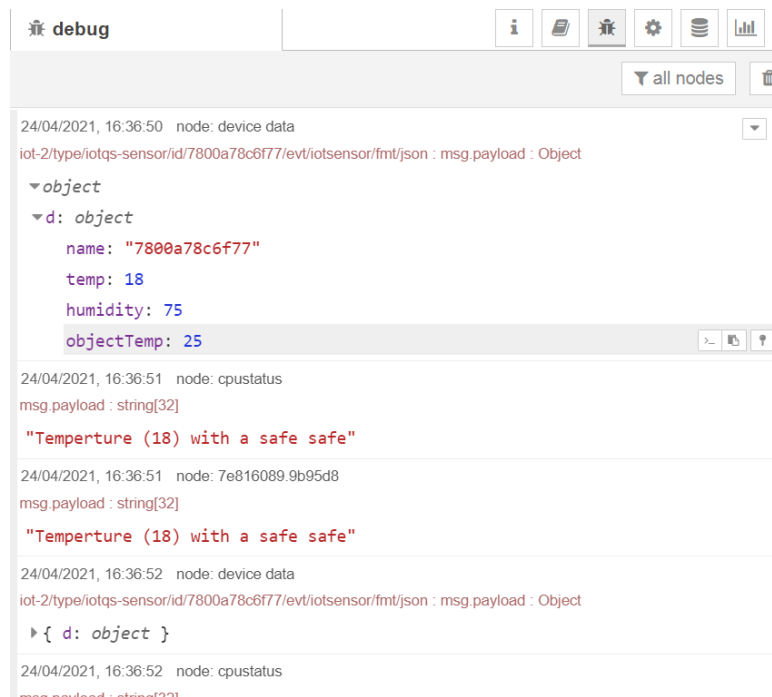 debug
i
all nodes
24/04/2021, 16:36:50 node: device data
iot-2/type/iotqs-sensor/id/7800a78c6f77/evt/iotsensor/fmt/json : msg.payload : Object
object
d: object
name: "7800a78c6f77"
temp: 18
humidity: 75
objectTemp: 25
24/04/2021, 16:36:51 node: cpustatus
msg.payload : string[32]
"Temperture (18) with a safe safe"
24/04/2021, 16:36:51 node: 7e816089.9b95d8
msg.payload : string[32]
"Temperture (18) with a safe safe"
24/04/2021, 16:36:52 node: device data
iot-2/type/iotqs-sensor/id/7800a78c6f77/evt/iotsensor/fmt/json : msg.payload : Object
{ d: object }
24/04/2021, 16:36:52 node: cpustatus
msg.payload : string[32]